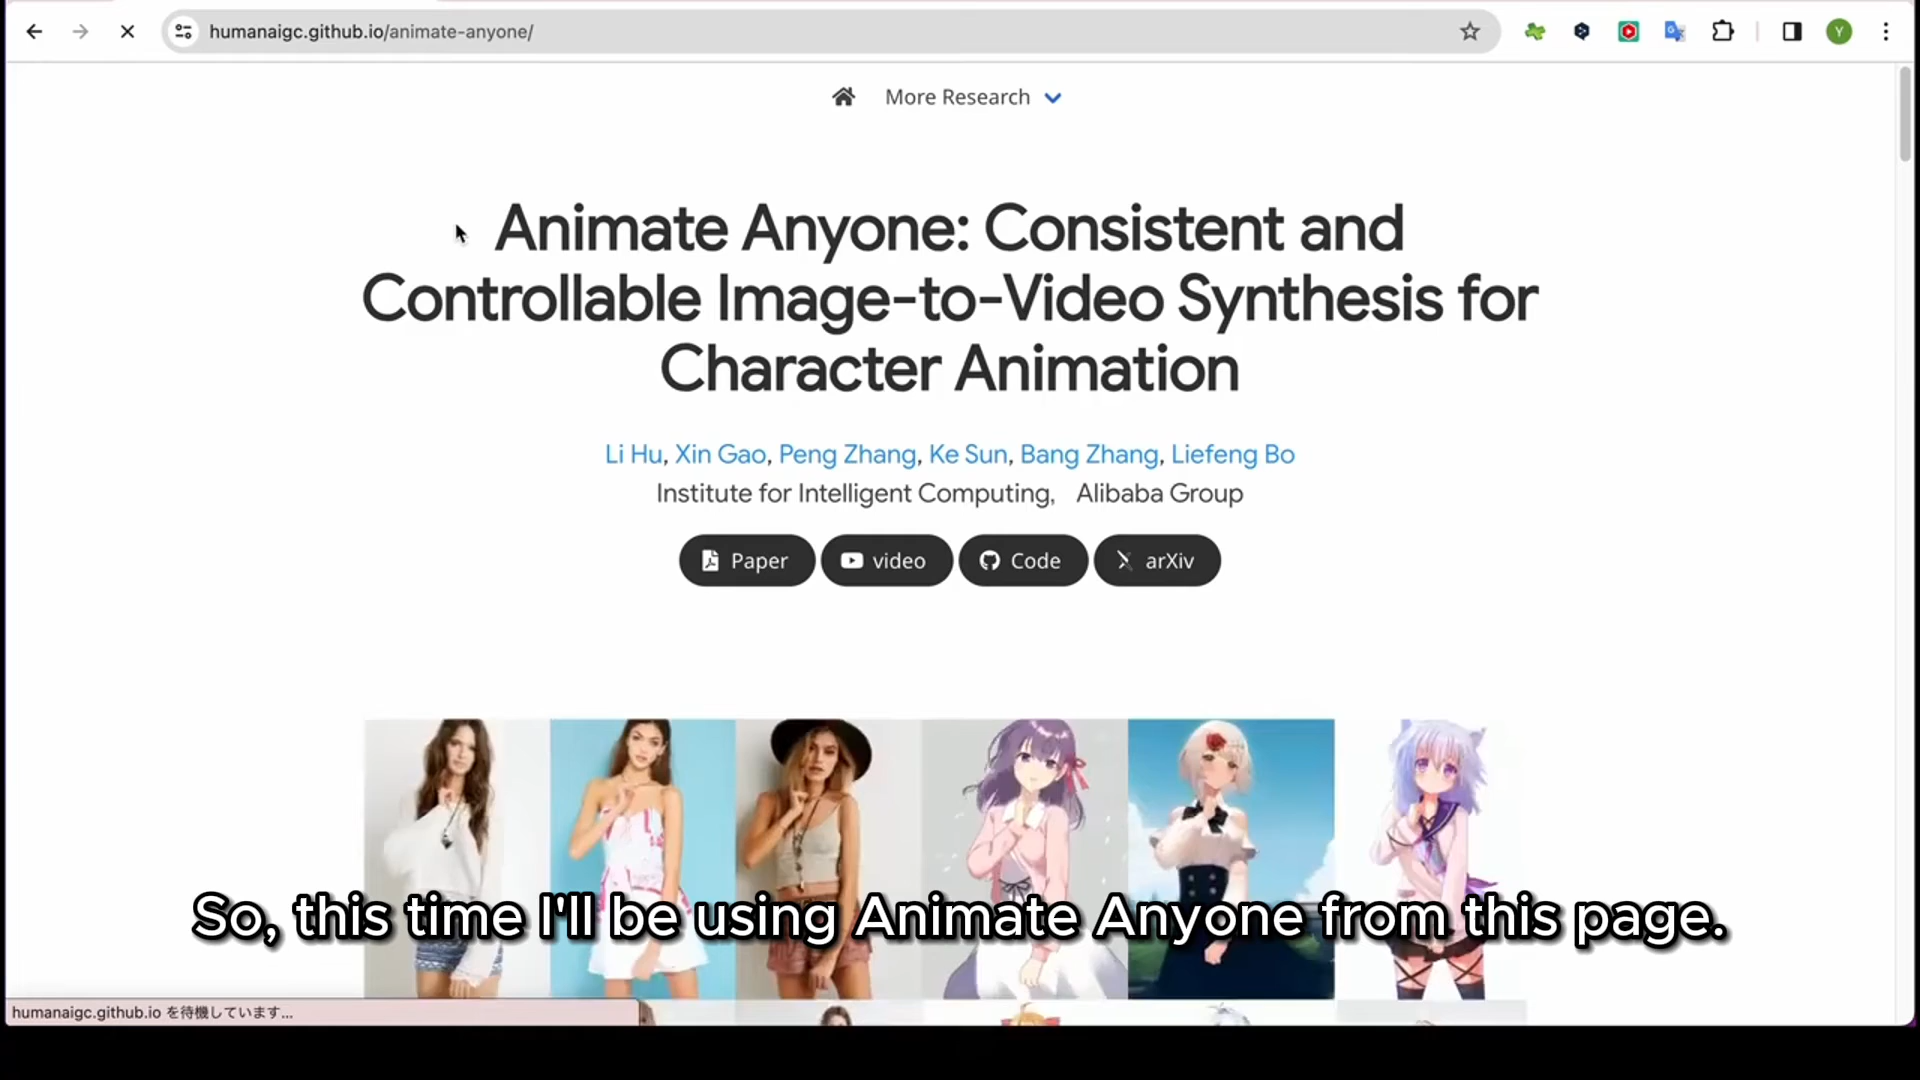 humanaigc.github.io/animate-anyone/
Y
More Research
Animate Anyone: Consistent and
Controllable Image-to-Video Synthesis for
Character Animation
Li Hu, Xin Gao, Peng Zhang, Ke Sun, Bang Zhang, Liefeng Bo
Institute for Intelligent Computing, Alibaba Group
Paper video Code arXiv
So, this time I'll be using Animate Anyone from this page.
humanaigc.github.io を待機しています...